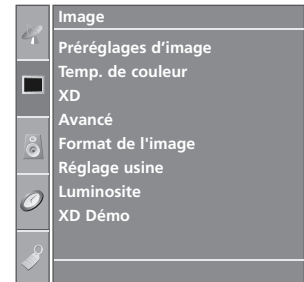 Image
Préréglages d’image
Temp. de couleur
XD
Avancé
Format de l'image
Réglage usine
Luminosite
XD Démo